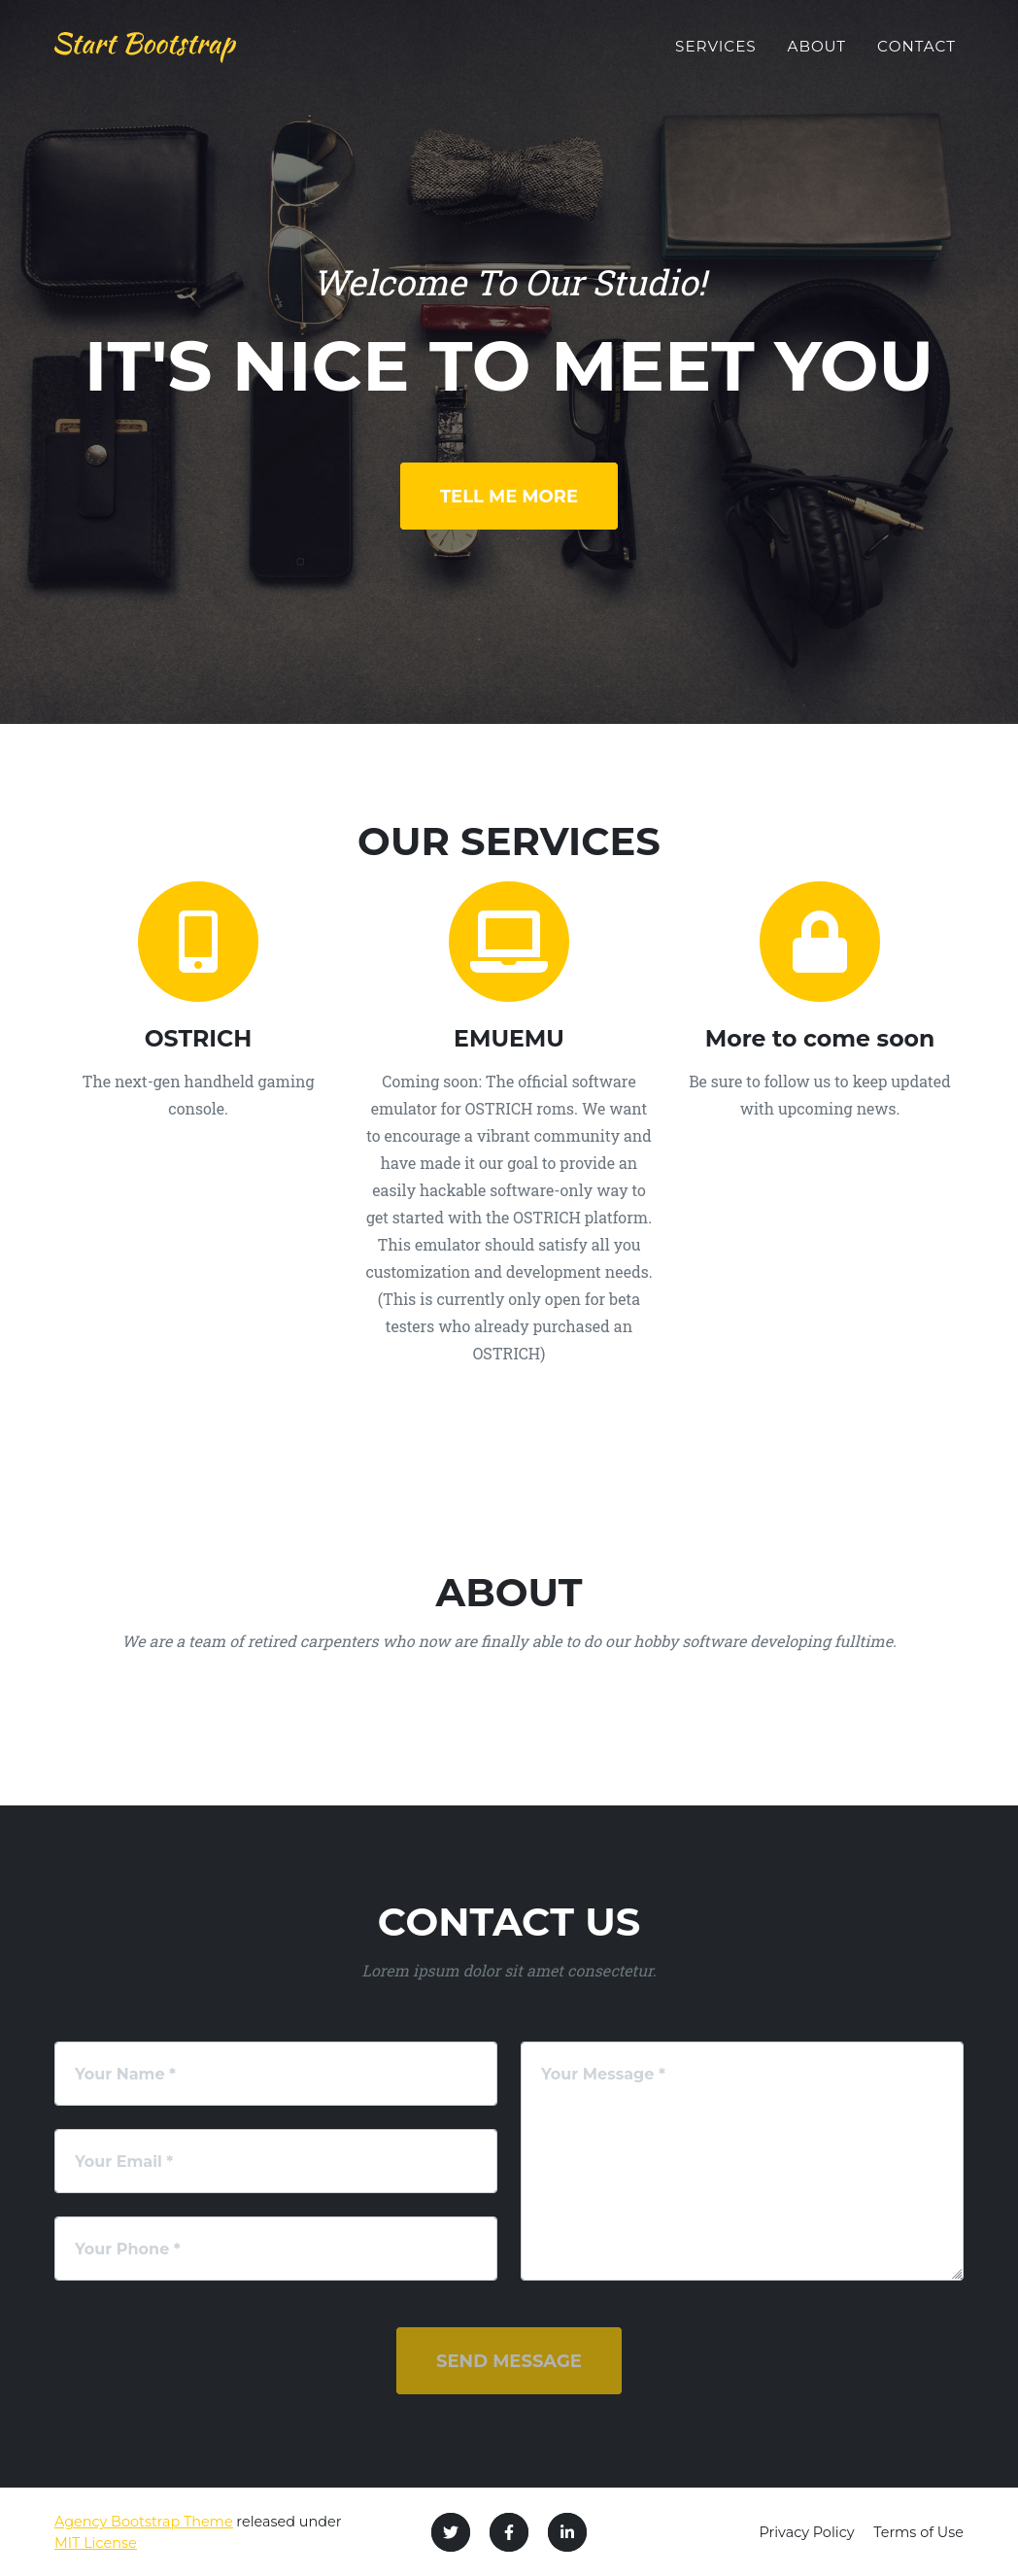 Start Bootstrap
SERVICES ABOUT CONTACT
Welcome To Our Studio!
IT'S NICE TO MEET YOU
TELL ME MORE
OUR SERVICES
OSTRICH
The next-gen handheld gaming
console.
EMUEMU
Coming soon: The official software
emulator for OSTRICH roms. We want
to encourage a vibrant community and
have made it our goal to provide an
easily hackable software-only way to
get started with the OSTRICH platform.
This emulator should satisfy all you
customization and development needs.
(This is currently only open for beta
testers who already purchased an
OSTRICH)
More to come soon
Be sure to follow us to keep updated
with upcoming news.
ABOUT
We are a team of retired carpenters who now are finally able to do our hobby software developing fulltime.
CONTACT US
Lorem ipsum dolor sit amet consectetur.
Your Name *
Your Email *
Your Phone *
Your Message *
SEND MESSAGE
Agency Bootstrap Theme released under
MIT License
Privacy Policy Terms of Use